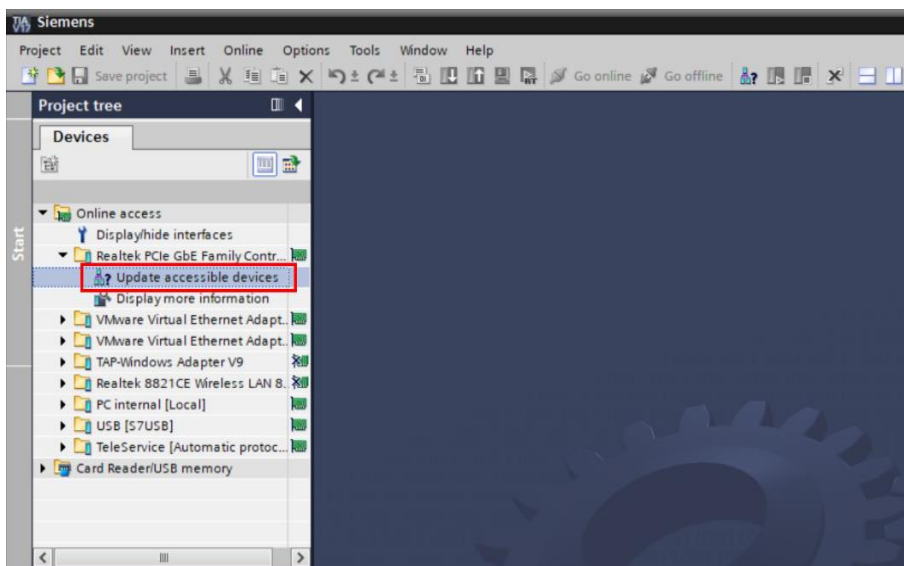 Siemens
Project Edit View Insert Online Options Tools Window Help
Save project Go online Go offline
Project tree
Devices
Start
Online access
Display/hide interfaces
Realtek PCIe GbE Family Contr...
Update accessible devices
Display more information
VMware Virtual Ethernet Adapt..
VMware Virtual Ethernet Adapt..
TAP-Windows Adapter V9
Realtek 8821CE Wireless LAN 8.
PC internal [Local]
USB [S7USB]
TeleService [Automatic protoc...
Card Reader/USB memory